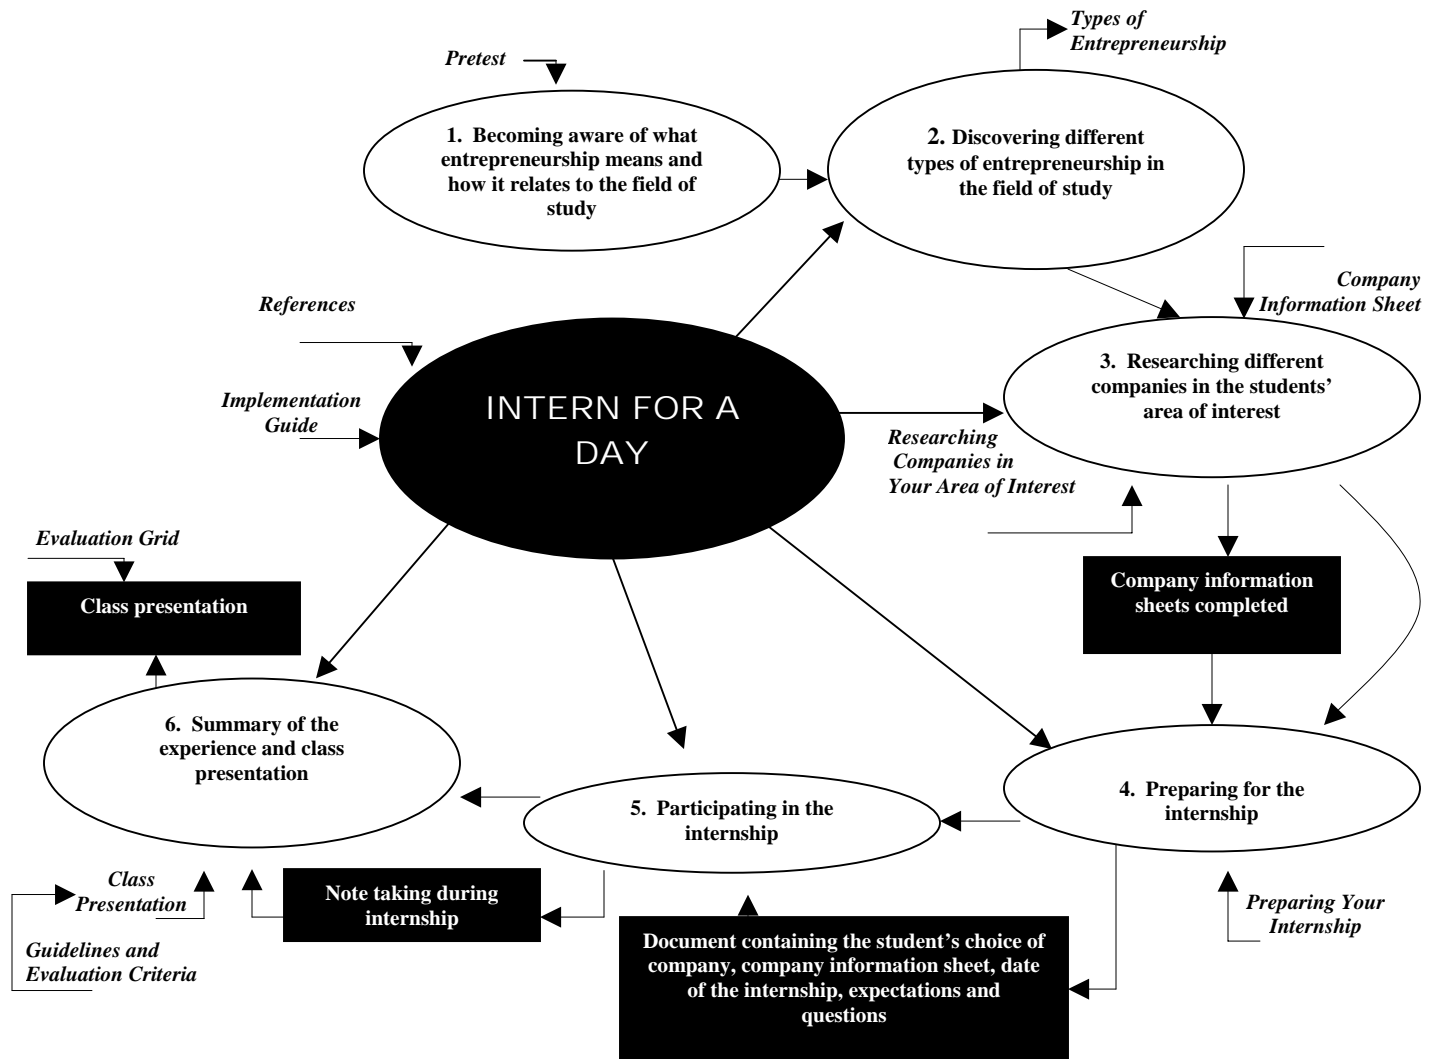 Types of
Entrepreneurship
Pretest
1. Becoming aware of what
entrepreneurship means and
how it relates to the field of
study
2. Discovering different
types of entrepreneurship in
the field of study
Company
Information Sheet
References
3. Researching different
companies in the students’
area of interest
Implementation
Guide
INTERN FOR A
DAY
Researching
Companies in
Your Area of Interest
Evaluation Grid
Class presentation
Company information
sheets completed
6. Summary of the
experience and class
presentation
5. Participating in the
internship
4. Preparing for the
internship
Class
Presentation
Note taking during
internship
Preparing Your
Internship
Guidelines and
Evaluation Criteria
Document containing the student’s choice of
company, company information sheet, date
of the internship, expectations and
questions